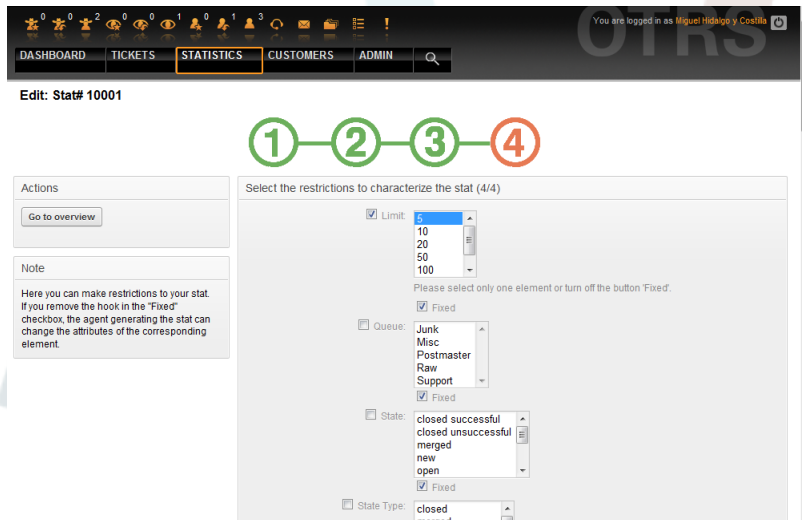 0 0 2 0 0 1 0 1 3
You are logged in as Miguel Hidalgo y Costilla
OTRS
DASHBOARD TICKETS STATISTICS CUSTOMERS ADMIN
Edit: Stat# 10001
1 2 3 4
Actions
Go to overview
Note
Here you can make restrictions to your stat.
If you remove the hook in the "Fixed"
checkbox, the agent generating the stat can
change the attributes of the corresponding
element.
Select the restrictions to characterize the stat (4/4)
Limit: 5
10
20
50
100
Please select only one element or turn off the button 'Fixed'.
Fixed
Queue: Junk
Misc
Postmaster
Raw
Support
Fixed
State: closed successful
closed unsuccessful
merged
new
open
Fixed
State Type: closed